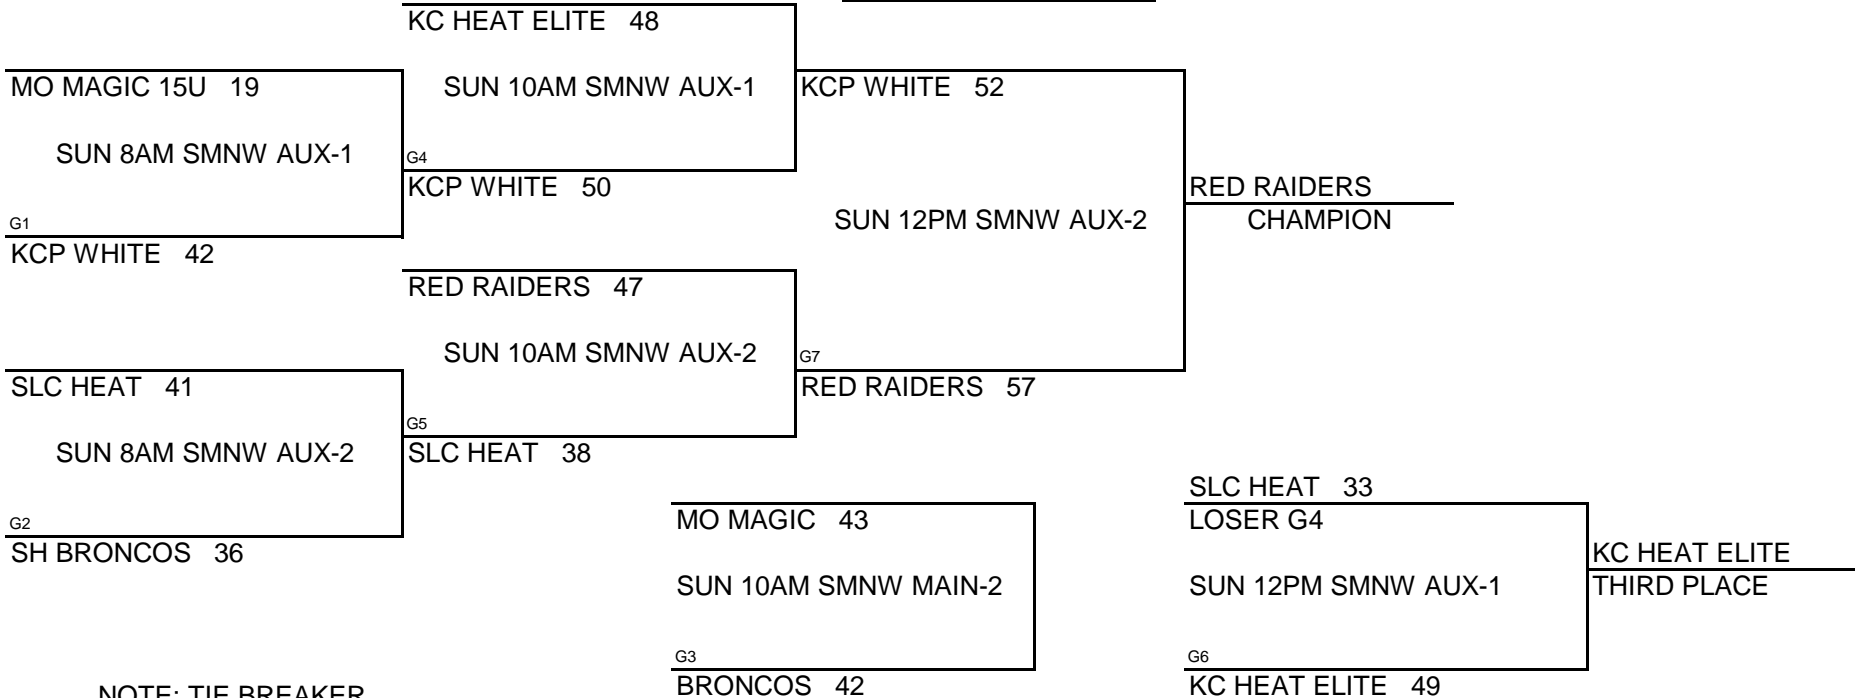 KC HEAT ELITE 48
MO MAGIC 15U 19
SUN 10AM SMNW AUX-1
KCP WHITE 52
SUN 8AM SMNW AUX-1
G4
KCP WHITE 50
RED RAIDERS
G1
SUN 12PM SMNW AUX-2
CHAMPION
KCP WHITE 42
RED RAIDERS 47
SUN 10AM SMNW AUX-2
G7
SLC HEAT 41
RED RAIDERS 57
G5
SUN 8AM SMNW AUX-2
SLC HEAT 38
SLC HEAT 33
G2
MO MAGIC 43
LOSER G4
SH BRONCOS 36
KC HEAT ELITE
SUN 10AM SMNW MAIN-2
SUN 12PM SMNW AUX-1
THIRD PLACE
G3
G6
NOTE: TIE BREAKER
BRONCOS 42
KC HEAT ELITE 49